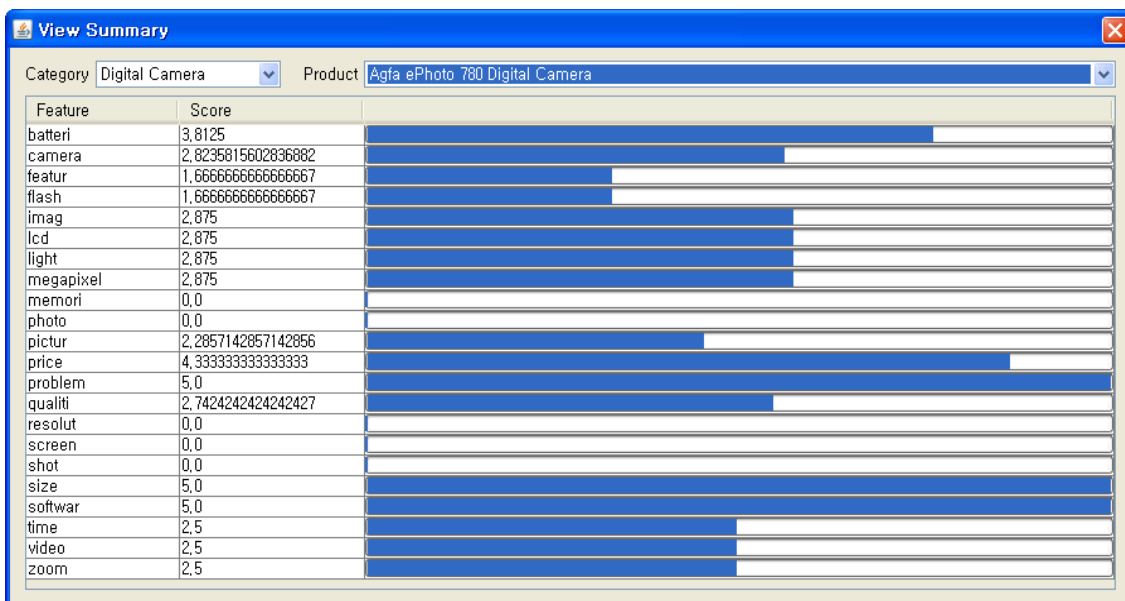 View Summary
Category Digital Camera Product Agfa ePhoto 780 Digital Camera
Feature Score
batteri 3,8125
camera 2,8235815602836882
featur 1,6666666666666667
flash 1,6666666666666667
imag 2,875
lcd 2,875
light 2,875
megapixel 2,875
memori 0,0
photo 0,0
pictur 2,2857142857142856
price 4,333333333333333
problem 5,0
qualiti 2,7424242424242427
resolut 0,0
screen 0,0
shot 0,0
size 5,0
softwar 5,0
time 2,5
video 2,5
zoom 2,5